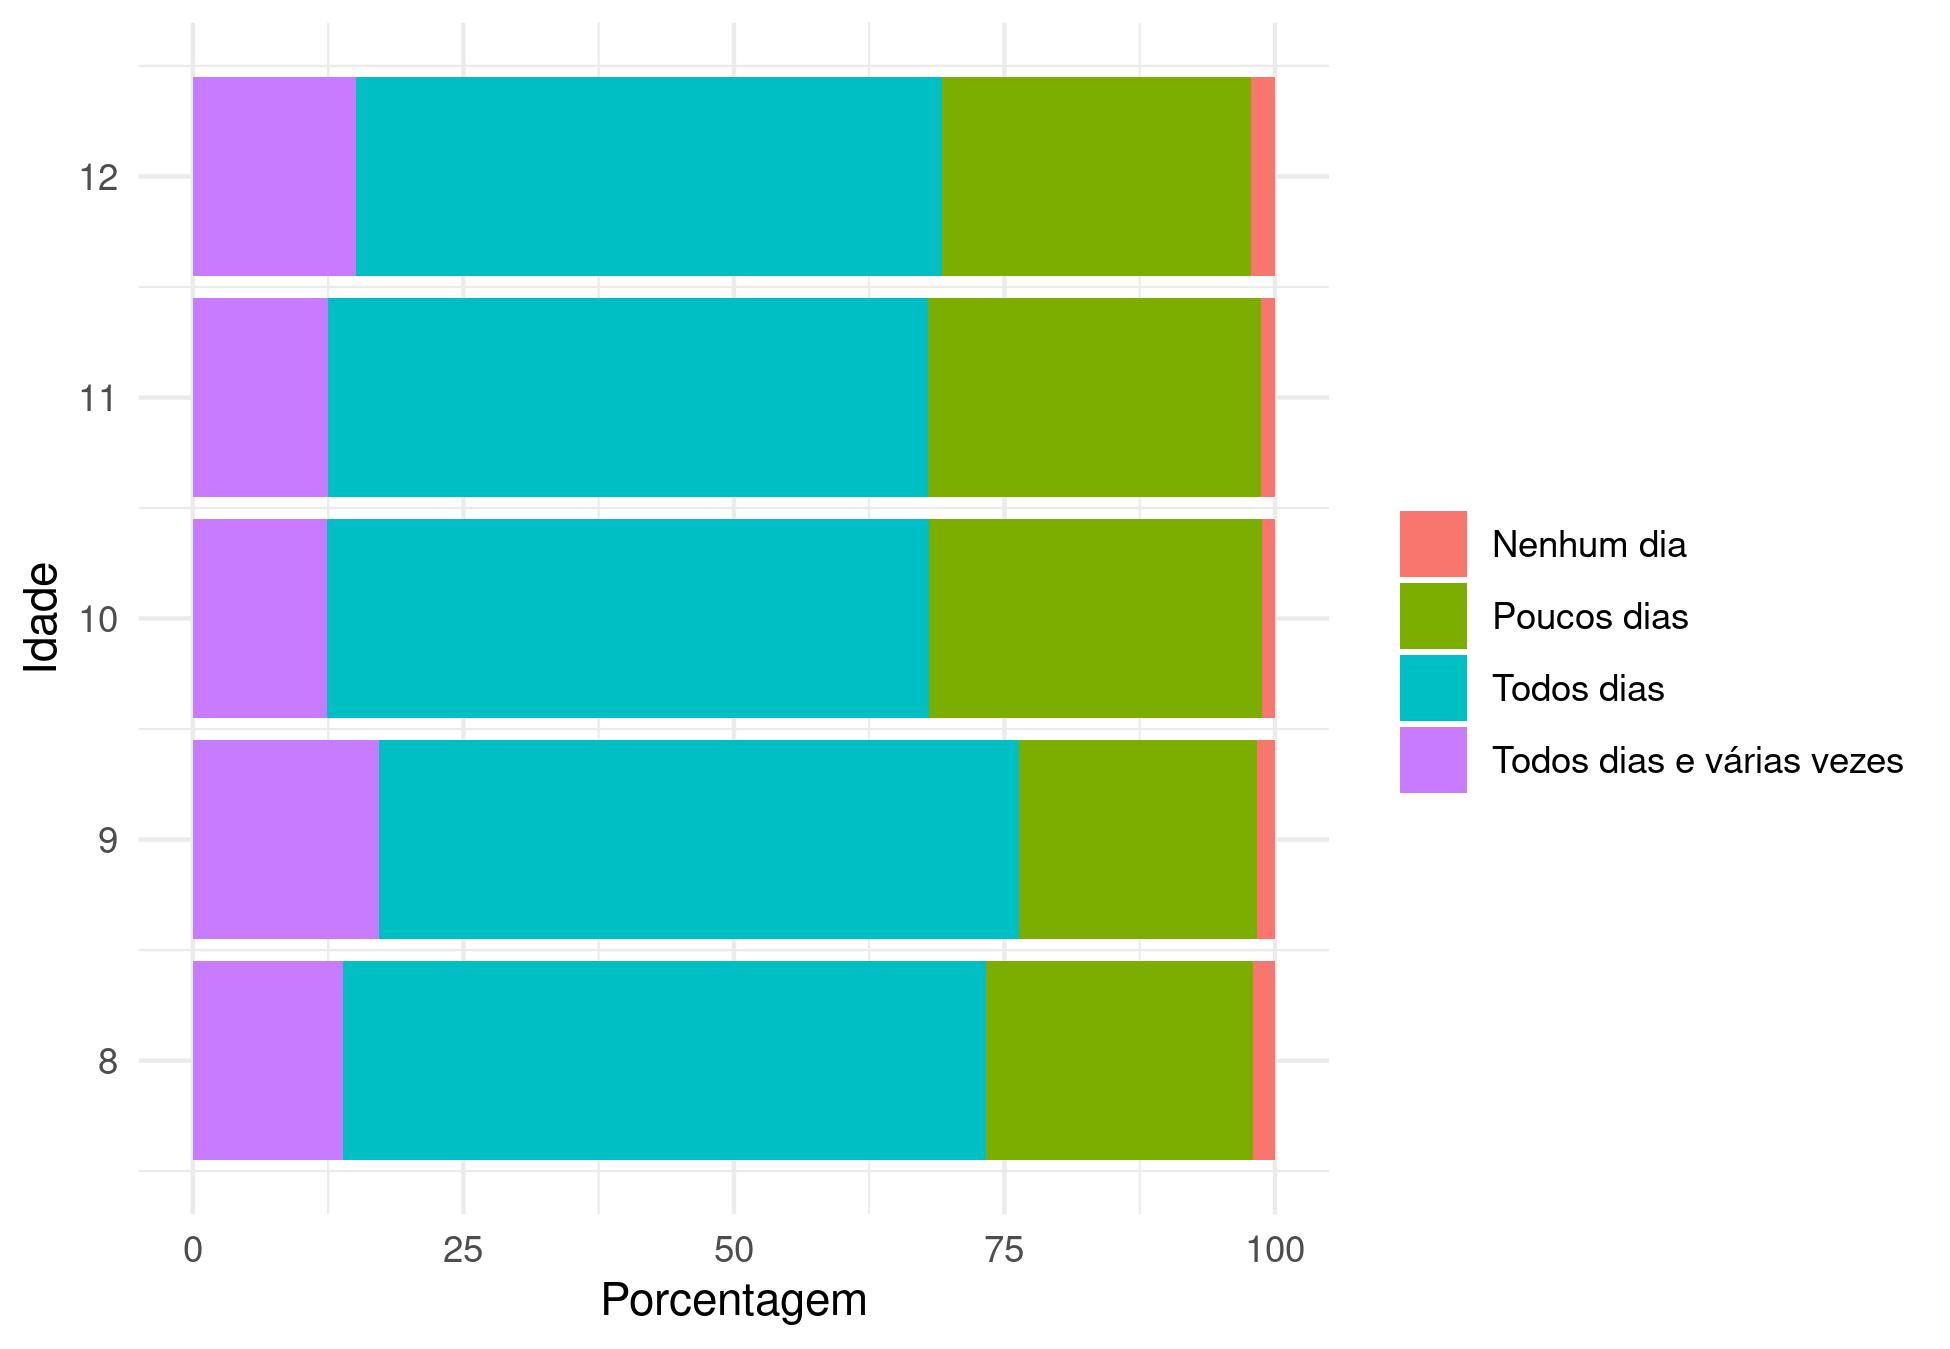 12
11
10
9
8
Idade
0 25 50 75 100
Porcentagem
Nenhum dia
Poucos dias
Todos dias
Todos dias e várias vezes